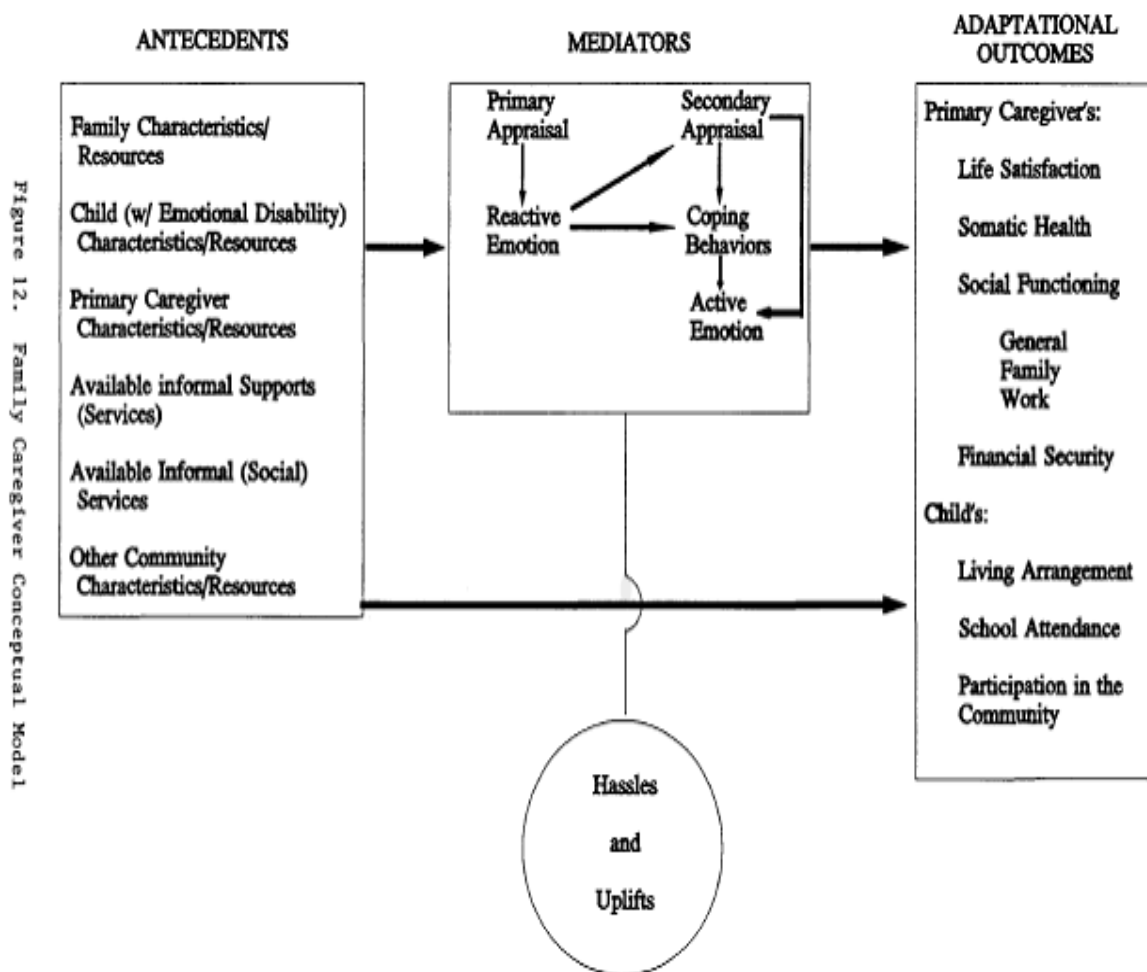 ANTECEDENTS
Family Characteristics/
Resources
Child (w/ Emotional Disability)
Characteristics/Resources
Primary Caregiver
Characteristics/Resources
Available informal Supports
(Services)
Available Informal (Social)
Services
Other Community
Characteristics/Resources
MEDIATORS
Primary
Appraisal
Secondary
Appraisal
Reactive
Emotion
Coping
Behaviors
Active
Emotion
Hassles
and
Uplifts
ADAPTATIONAL
OUTCOMES
Primary Caregiver's:
Life Satisfaction
Somatic Health
Social Functioning
General
Family
Work
Financial Security
Child's:
Living Arrangement
School Attendance
Participation in the
Community
Figure 12. Family Caregiver Conceptual Model